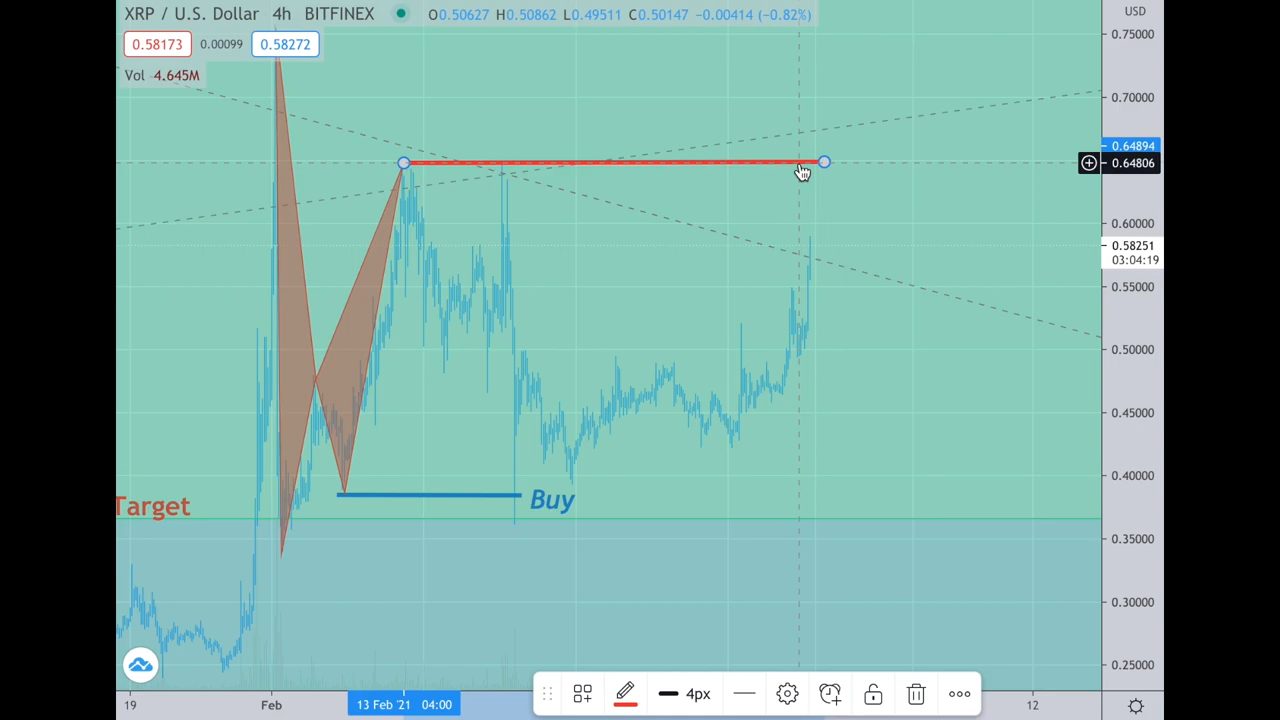 XRP / U.S. Dollar 4h BITFINEX O0.50627 H0.50862 L0.49511 C0.50147 −0.00414 (−0.82%)
USD
0.58173 0.00099 0.58272
Vol 4.645M
0.75000
0.70000
0.64894
0.64806
0.60000
0.58251
03:04:19
0.55000
0.50000
0.45000
0.40000
Buy
Target
0.35000
0.30000
0.25000
4px
19 Feb 13 Feb '21 04:00 12